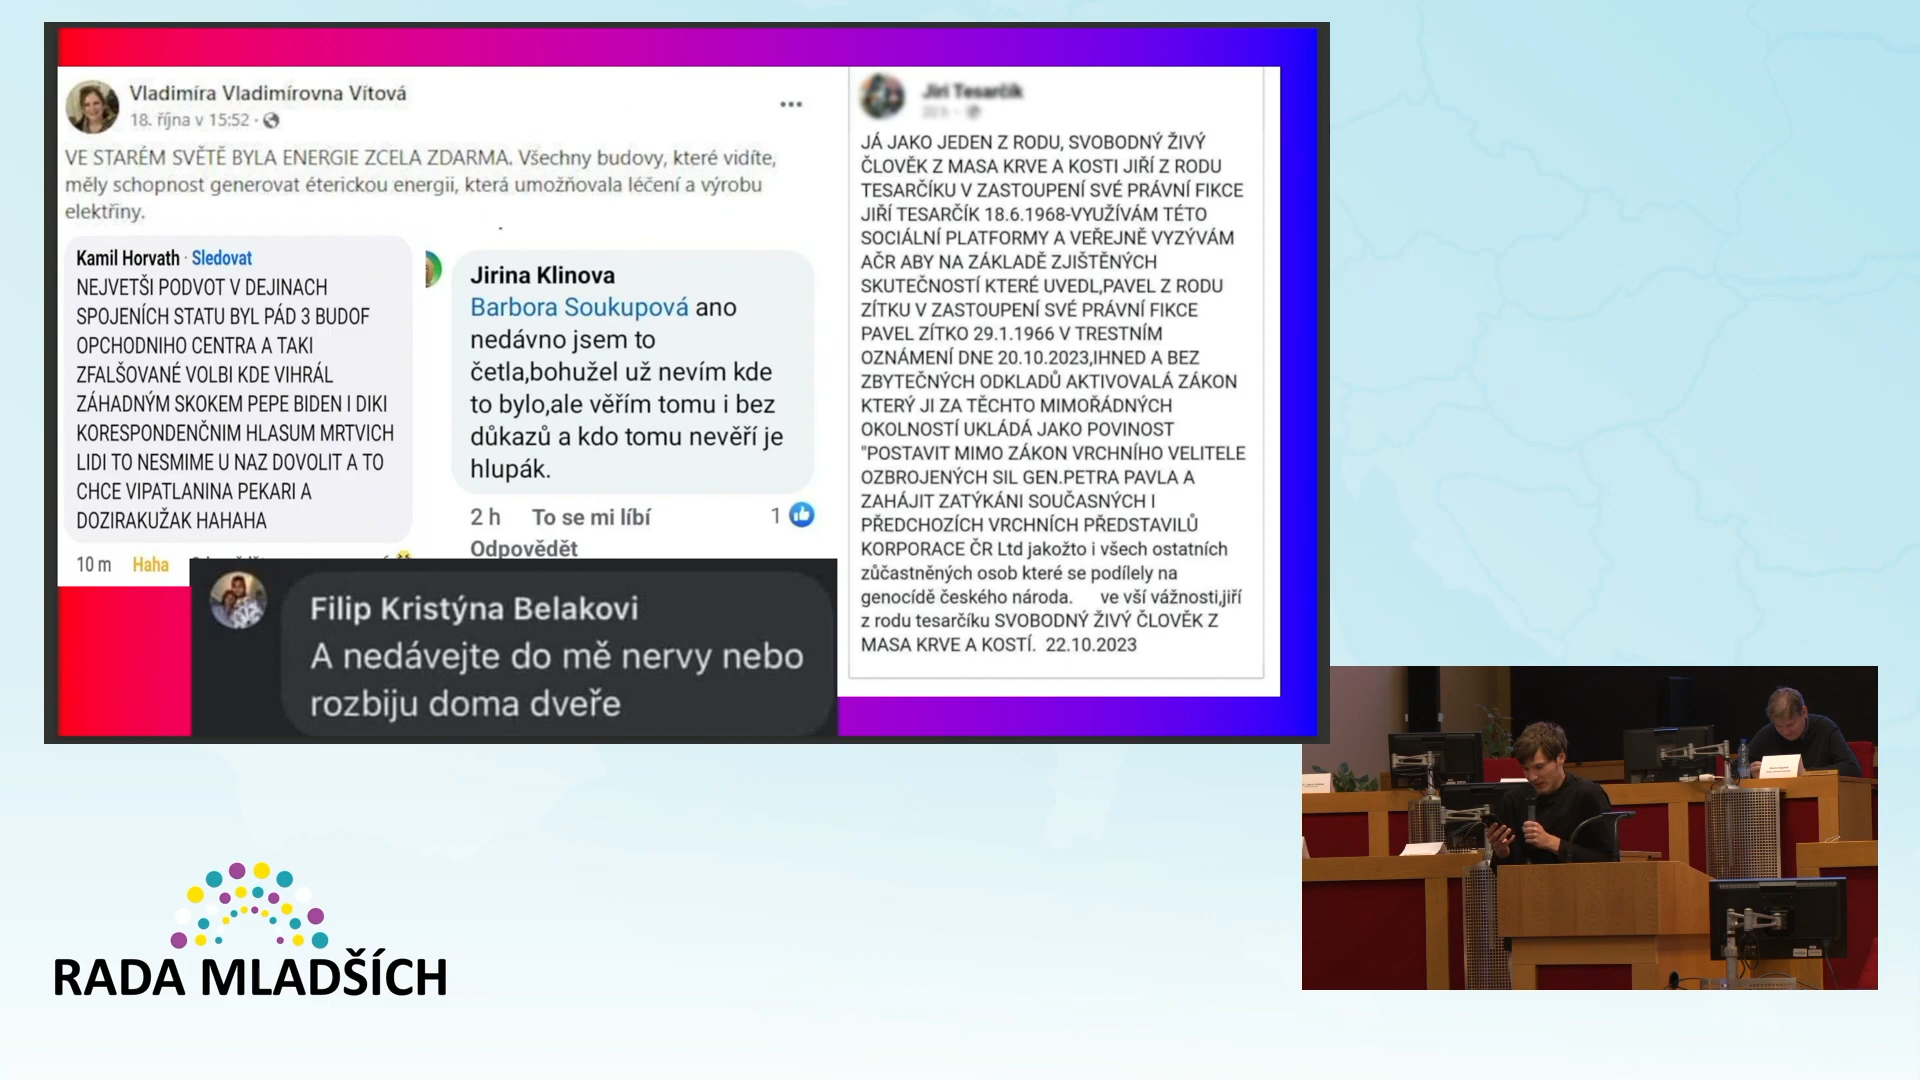 Vladimíra Vladimírovna Vítová
18. října v 15:52 ·
VE STARÉM SVĚTĚ BYLA ENERGIE ZCELA ZDARMA. Všechny budovy, které vidíte,
měly schopnost generovat éterickou energii, která umožňovala léčení a výrobu
elektřiny.
Kamil Horvath · Sledovat
NEJVETŠI PODVOT V DEJINACH
SPOJENÍCH STATU BYL PÁD 3 BUDOF
OPCHODNIHO CENTRA A TAKI
ZFALŠOVANÉ VOLBI KDE VIHRÁL
ZÁHADNÝM SKOKEM PEPE BIDEN I DIKI
KORESPONDENČNIM HLASUM MRTVICH
LIDI TO NESMIME U NAZ DOVOLIT A TO
CHCE VIPATLANINA PEKARI A
DOZIRAKUŽAK HAHAHA
10 m Haha
Jirina Klinova
Barbora Soukupová ano
nedávno jsem to
četla,bohužel už nevím kde
to bylo,ale věřím tomu i bez
důkazů a kdo tomu nevěří je
hlupák.
2 h To se mi líbí 1
Odpovědět
Filip Kristýna Belakovi
A nedávejte do mě nervy nebo
rozbiju doma dveře
Jiri Tesarčik
JÁ JAKO JEDEN Z RODU, SVOBODNÝ ŽIVÝ
ČLOVĚK Z MASA KRVE A KOSTI JIŘÍ Z RODU
TESARČÍKU V ZASTOUPENÍ SVÉ PRÁVNÍ FIKCE
JIŘÍ TESARČÍK 18.6.1968-VYUŽÍVÁM TÉTO
SOCIÁLNÍ PLATFORMY A VEŘEJNĚ VYZÝVÁM
AČR ABY NA ZÁKLADĚ ZJIŠTĚNÝCH
SKUTEČNOSTÍ KTERÉ UVEDL,PAVEL Z RODU
ZÍTKU V ZASTOUPENÍ SVÉ PRÁVNÍ FIKCE
PAVEL ZÍTKO 29.1.1966 V TRESTNÍM
OZNÁMENÍ DNE 20.10.2023,IHNED A BEZ
ZBYTEČNÝCH ODKLADŮ AKTIVOVALÁ ZÁKON
KTERÝ JI ZA TĚCHTO MIMOŘÁDNÝCH
OKOLNOSTÍ UKLÁDÁ JAKO POVINOST
"POSTAVIT MIMO ZÁKON VRCHNÍHO VELITELE
OZBROJENÝCH SIL GEN.PETRA PAVLA A
ZAHÁJIT ZATÝKÁNI SOUČASNÝCH I
PŘEDCHOZÍCH VRCHNÍCH PŘEDSTAVILŮ
KORPORACE ČR Ltd jakožto i všech ostatních
zůčastněných osob které se podílely na
genocídě českého národa. ve vší vážnosti,jiří
z rodu tesarčíku SVOBODNÝ ŽIVÝ ČLOVĚK Z
MASA KRVE A KOSTÍ. 22.10.2023
RADA MLADŠÍCH